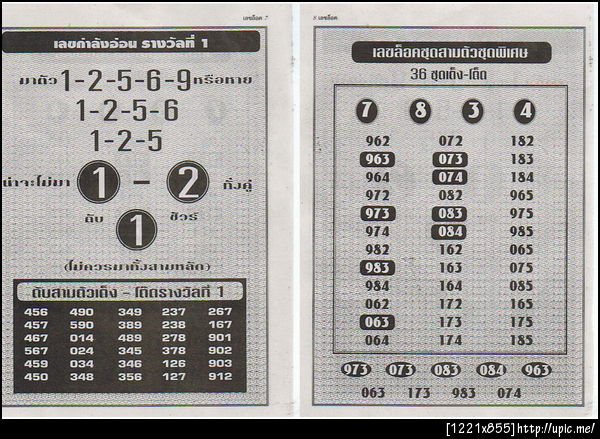 เลขล็อค 7
เลขกำลังอ่อน รางวัลที่ 1
มาตัว 1-2-5-6-9 หรือหาย
1-2-5-6
1-2-5
น่าจะไม่มา 1 - 2 ทั้งคู่
ดับ 1 ชัวร์
(ไม่ควรมาทั้งสามหลัก)
ดับสามตัวเต็ง - โต๊ดรางวัลที่ 1
456 490 349 237 267
457 590 389 238 167
467 014 489 278 901
567 024 345 378 902
459 034 346 126 903
450 348 356 127 912
8 เลขล็อค
เลขล็อคชุดสามตัวชุดพิเศษ
36 ชุดเต็ง-โต๊ด
7 8 3 4
962 072 182
963 073 183
964 074 184
972 082 965
973 083 975
974 084 985
982 162 065
983 163 075
984 164 085
062 172 165
063 173 175
064 174 185
973 073 083 084 963
063 173 983 074
[1221x855]http://upic.me/